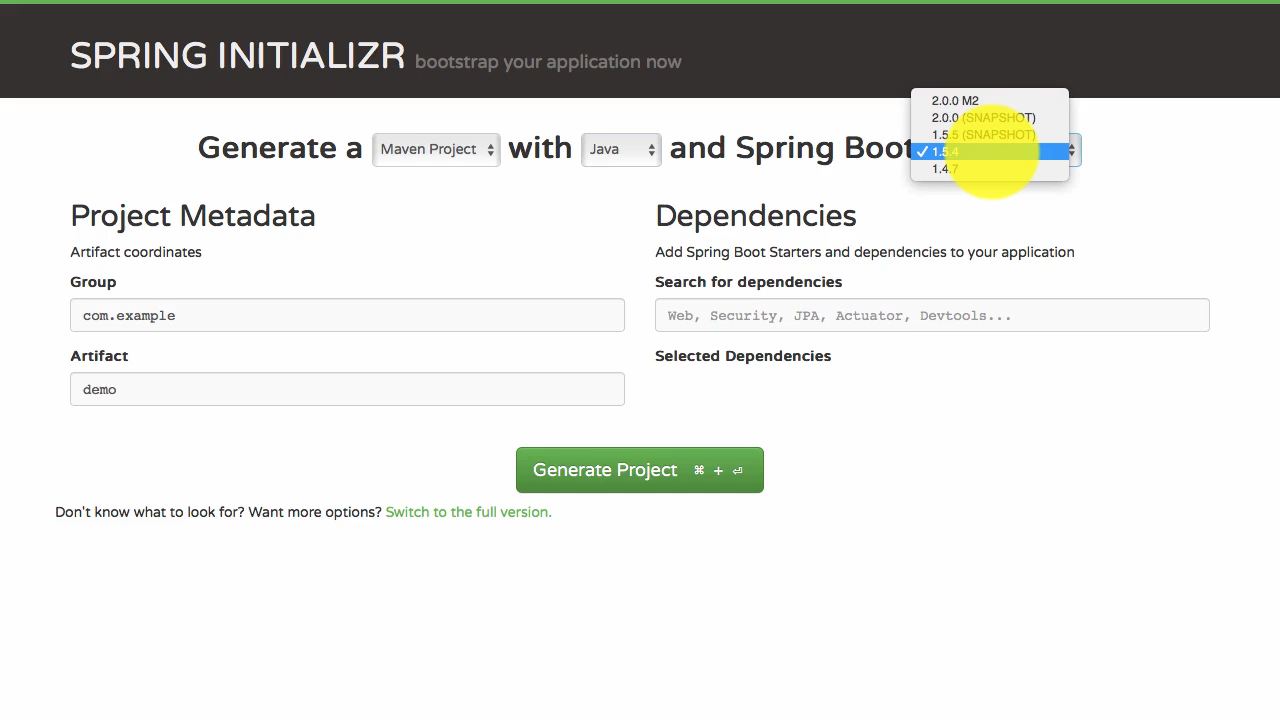 SPRING INITIALIZR bootstrap your application now
2.0.0 M2
2.0.0 (SNAPSHOT)
1.5.5 (SNAPSHOT)
✓ 1.5.4
1.4.7
Generate a Maven Project with Java and Spring Boot
Project Metadata
Artifact coordinates
Group
com.example
Artifact
demo
Dependencies
Add Spring Boot Starters and dependencies to your application
Search for dependencies
Web, Security, JPA, Actuator, Devtools...
Selected Dependencies
Generate Project ⌘ + ⏎
Don't know what to look for? Want more options? Switch to the full version.